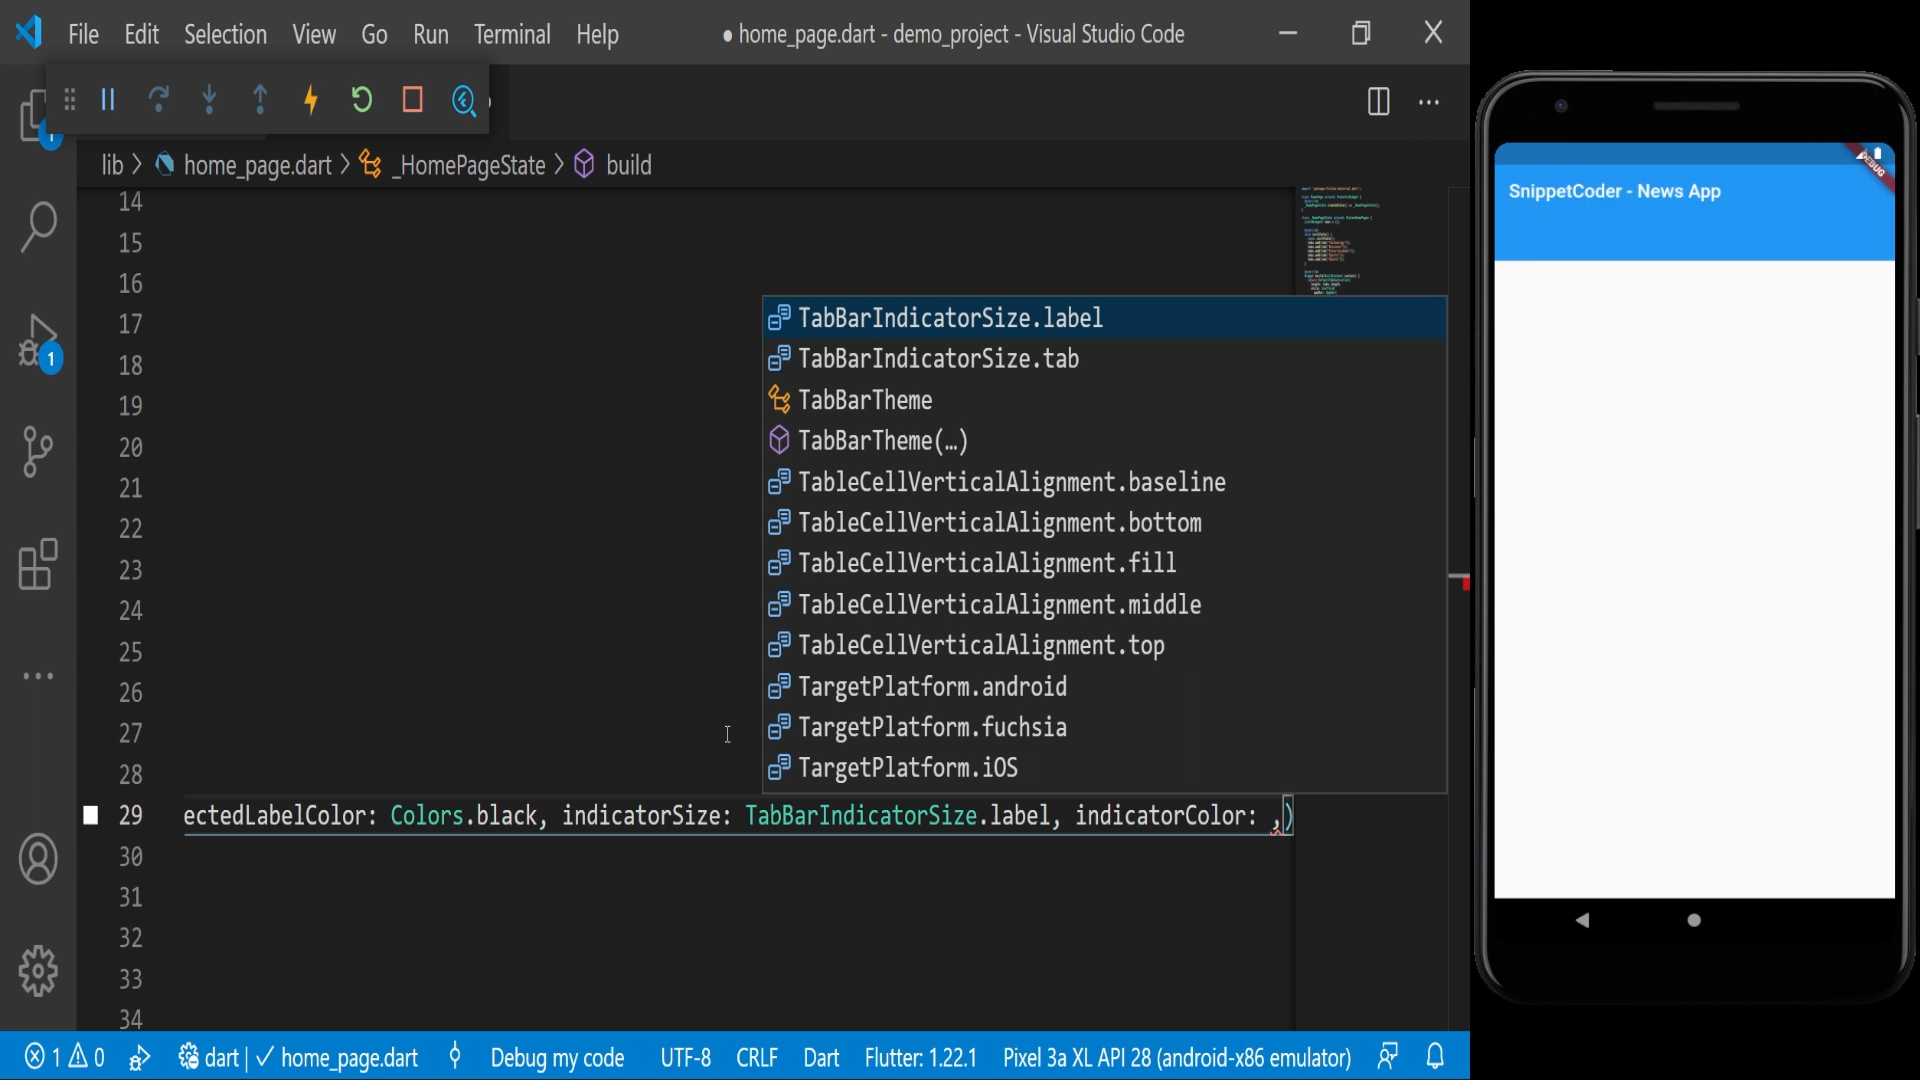 File Edit Selection View Go Run Terminal Help ● home_page.dart - demo_project - Visual Studio Code
lib > home_page.dart > _HomePageState > build
14
15
16
17
18
19
20
21
22
23
24
25
26
27
28
29 ectedLabelColor: Colors.black, indicatorSize: TabBarIndicatorSize.label, indicatorColor: ,)
30
31
32
33
34
TabBarIndicatorSize.label
TabBarIndicatorSize.tab
TabBarTheme
TabBarTheme(…)
TableCellVerticalAlignment.baseline
TableCellVerticalAlignment.bottom
TableCellVerticalAlignment.fill
TableCellVerticalAlignment.middle
TableCellVerticalAlignment.top
TargetPlatform.android
TargetPlatform.fuchsia
TargetPlatform.iOS
1
1
1 0 dart | ✓ home_page.dart Debug my code UTF-8 CRLF Dart Flutter: 1.22.1 Pixel 3a XL API 28 (android-x86 emulator)
DEBUG
SnippetCoder - News App